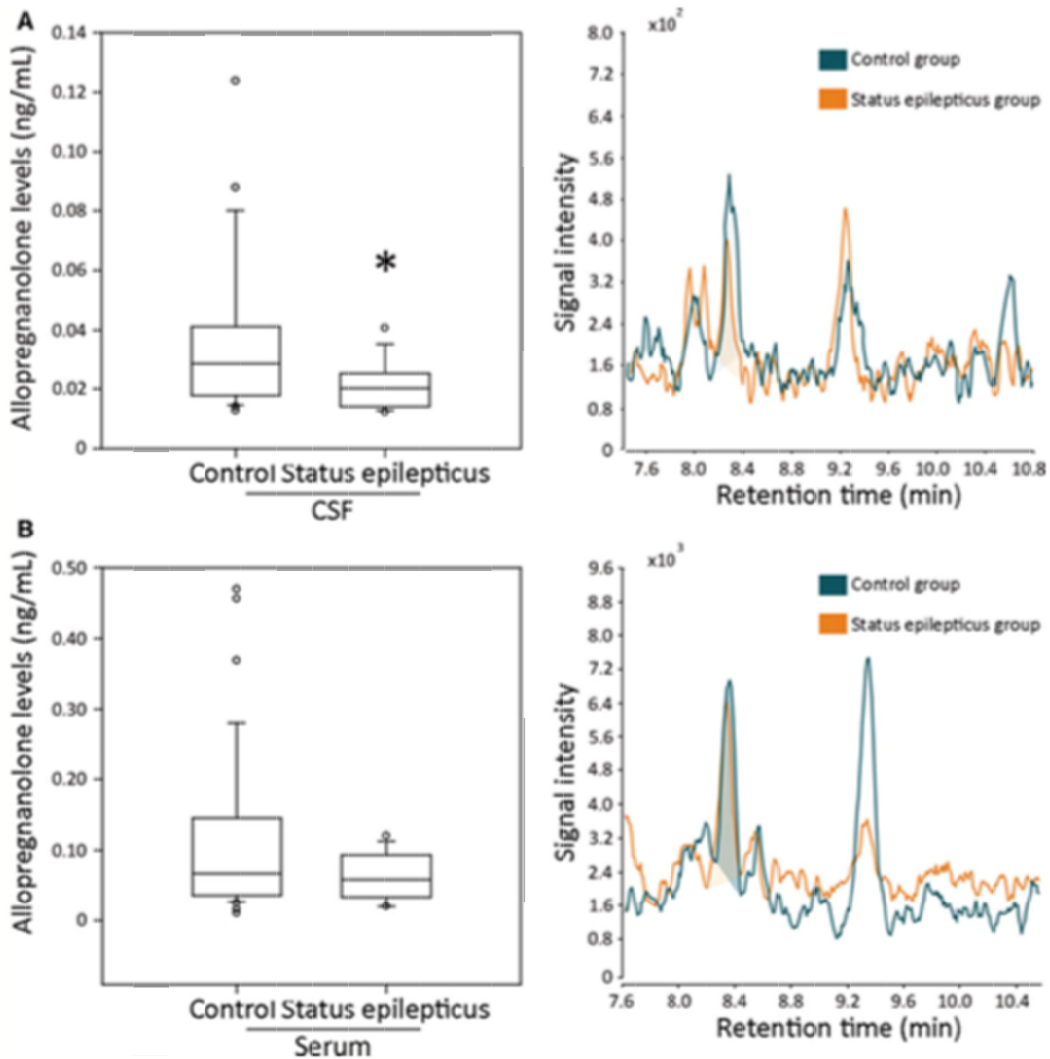 A
Allopregnanolone levels (ng/mL)
0.14
0.12
0.10
0.08
0.06
0.04
0.02
0
*
Control Status epilepticus
CSF
x10²
Signal intensity
8.0
7.2
6.4
5.6
4.8
4.0
3.2
2.4
1.6
0.8
0
Control group
Status epilepticus group
7.6 8.0 8.4 8.8 9.2 9.6 10.0 10.4 10.8
Retention time (min)
B
Allopregnanolone levels (ng/mL)
0.50
0.40
0.30
0.20
0.10
0
Control Status epilepticus
Serum
x10³
Signal intensity
9.6
8.8
8.0
7.2
6.4
5.6
4.8
4.0
3.2
2.4
1.6
0.8
0
Control group
Status epilepticus group
7.6 8.0 8.4 8.8 9.2 9.6 10.0 10.4
Retention time (min)